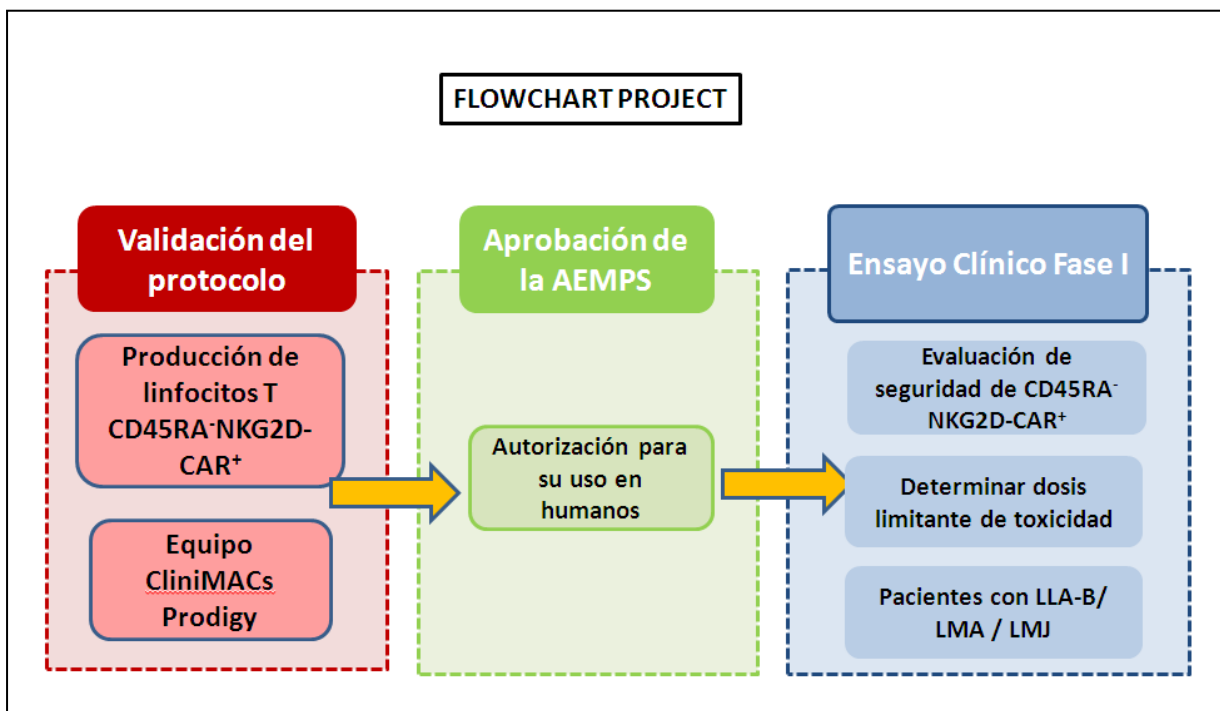 FLOWCHART PROJECT
Validación del
protocolo
Producción de
linfocitos T
CD45RA⁻NKG2D-
CAR⁺
Equipo
CliniMACs
Prodigy
Aprobación de
la AEMPS
Autorización para
su uso en
humanos
Ensayo Clínico Fase I
Evaluación de
seguridad de CD45RA⁻
NKG2D-CAR⁺
Determinar dosis
limitante de toxicidad
Pacientes con LLA-B/
LMA / LMJ